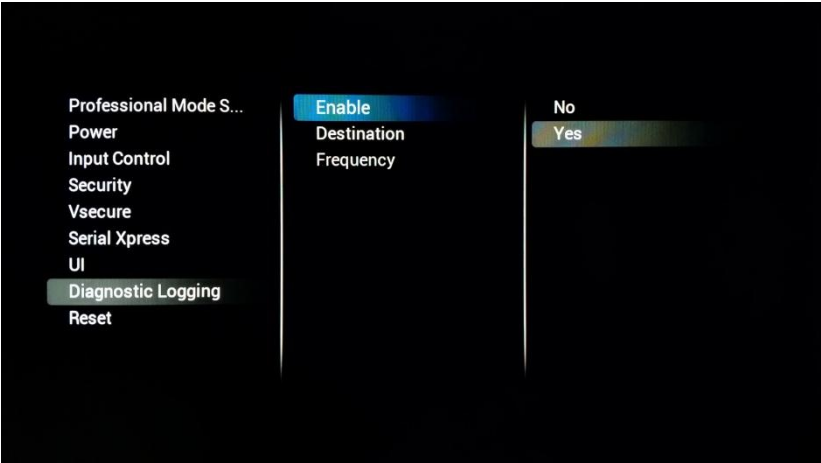 Professional Mode S...
Power
Input Control
Security
Vsecure
Serial Xpress
UI
Diagnostic Logging
Reset
Enable
Destination
Frequency
No
Yes